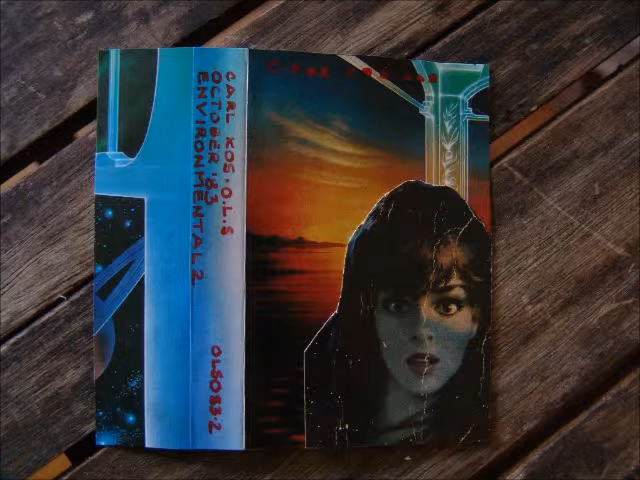 CARL KOS. O.L.S
OCTOBER '83
ENVIRONMENTAL 2
OLS083.2